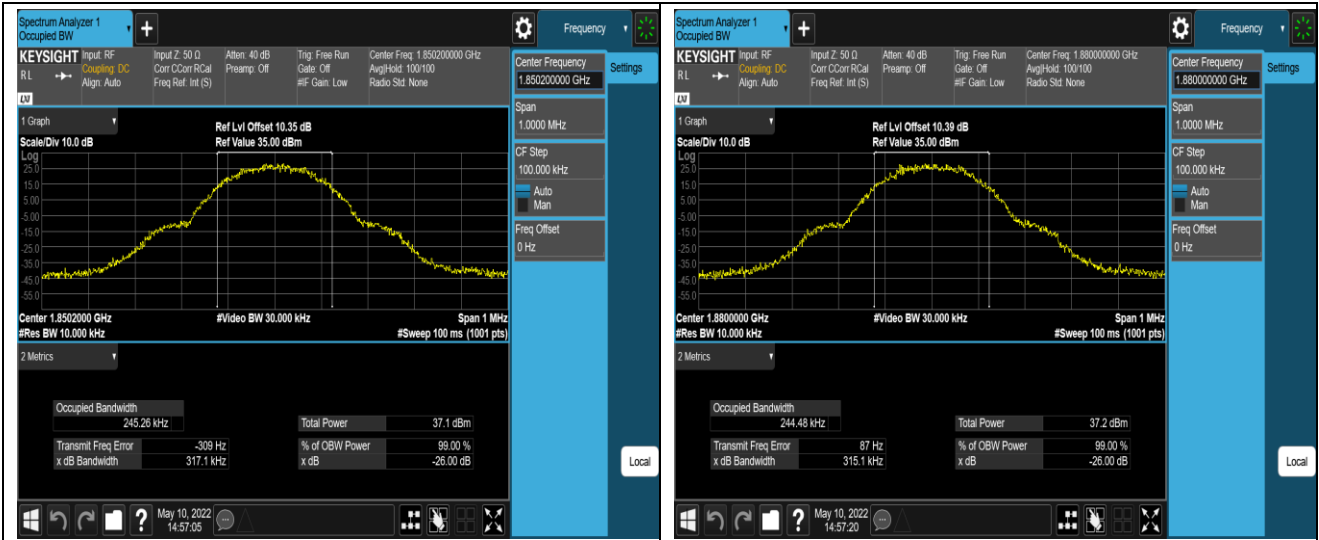 Spectrum Analyzer 1
Occupied BW
Frequency
KEYSIGHT
Input: RF
Coupling: DC
Align: Auto
Input Z: 50 Ω
Corr CCorr RCal
Freq Ref: Int (S)
Atten: 40 dB
Preamp: Off
Trig: Free Run
Gate: Off
#IF Gain: Low
Center Freq: 1.850200000 GHz
Avg|Hold: 100/100
Radio Std: None
RL
LXI
Center Frequency
1.850200000 GHz
Settings
Span
1.0000 MHz
CF Step
100.000 kHz
Auto
Man
Freq Offset
0 Hz
1 Graph
Scale/Div 10.0 dB
Ref Lvl Offset 10.35 dB
Ref Value 35.00 dBm
Log
25.0
15.0
5.00
-5.00
-15.0
-25.0
-35.0
-45.0
-55.0
Center 1.8502000 GHz
#Res BW 10.000 kHz
#Video BW 30.000 kHz
Span 1 MHz
#Sweep 100 ms (1001 pts)
2 Metrics
Occupied Bandwidth
245.26 kHz
Total Power 37.1 dBm
Transmit Freq Error -309 Hz
% of OBW Power 99.00 %
x dB Bandwidth 317.1 kHz
x dB -26.00 dB
Local
?
May 10, 2022
14:57:05
Spectrum Analyzer 1
Occupied BW
Frequency
KEYSIGHT
Input: RF
Coupling: DC
Align: Auto
Input Z: 50 Ω
Corr CCorr RCal
Freq Ref: Int (S)
Atten: 40 dB
Preamp: Off
Trig: Free Run
Gate: Off
#IF Gain: Low
Center Freq: 1.880000000 GHz
Avg|Hold: 100/100
Radio Std: None
RL
LXI
Center Frequency
1.880000000 GHz
Settings
Span
1.0000 MHz
CF Step
100.000 kHz
Auto
Man
Freq Offset
0 Hz
1 Graph
Scale/Div 10.0 dB
Ref Lvl Offset 10.39 dB
Ref Value 35.00 dBm
Log
25.0
15.0
5.00
-5.00
-15.0
-25.0
-35.0
-45.0
-55.0
Center 1.8800000 GHz
#Res BW 10.000 kHz
#Video BW 30.000 kHz
Span 1 MHz
#Sweep 100 ms (1001 pts)
2 Metrics
Occupied Bandwidth
244.48 kHz
Total Power 37.2 dBm
Transmit Freq Error 87 Hz
% of OBW Power 99.00 %
x dB Bandwidth 315.1 kHz
x dB -26.00 dB
Local
?
May 10, 2022
14:57:20